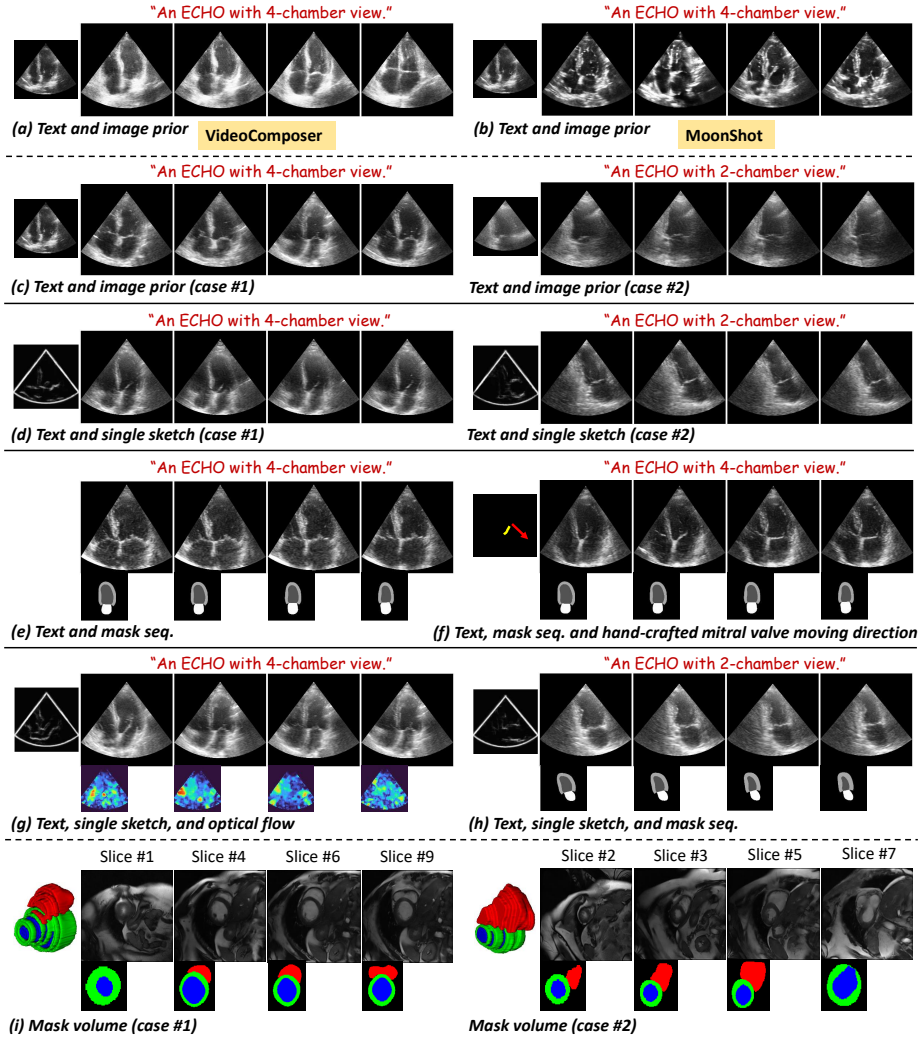 “An ECHO with 4-chamber view.”
“An ECHO with 4-chamber view.”
(a) Text and image prior
VideoComposer
(b) Text and image prior
MoonShot
“An ECHO with 4-chamber view.”
“An ECHO with 2-chamber view.”
(c) Text and image prior (case #1)
Text and image prior (case #2)
“An ECHO with 4-chamber view.”
“An ECHO with 2-chamber view.”
(d) Text and single sketch (case #1)
Text and single sketch (case #2)
“An ECHO with 4-chamber view.”
“An ECHO with 4-chamber view.”
(e) Text and mask seq.
(f) Text, mask seq. and hand-crafted mitral valve moving direction
“An ECHO with 4-chamber view.”
“An ECHO with 2-chamber view.”
(g) Text, single sketch, and optical flow
(h) Text, single sketch, and mask seq.
Slice #1 Slice #4 Slice #6 Slice #9
Slice #2 Slice #3 Slice #5 Slice #7
(i) Mask volume (case #1)
Mask volume (case #2)